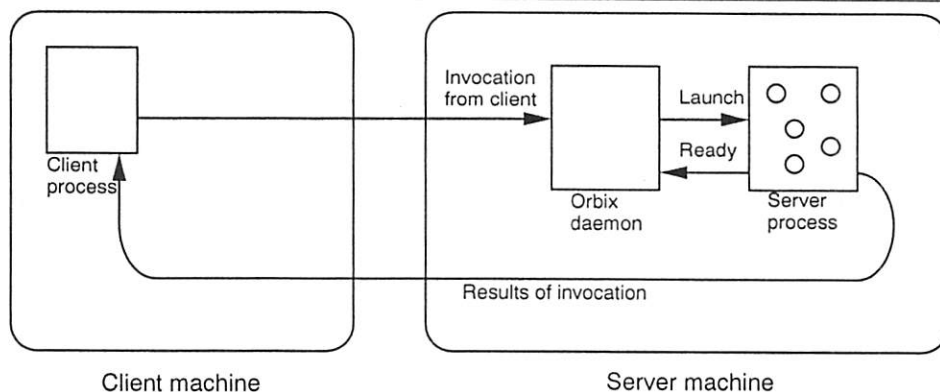 Invocation
from client
Launch
Ready
Client
process
Orbix
daemon
Server
process
Results of invocation
Client machine
Server machine